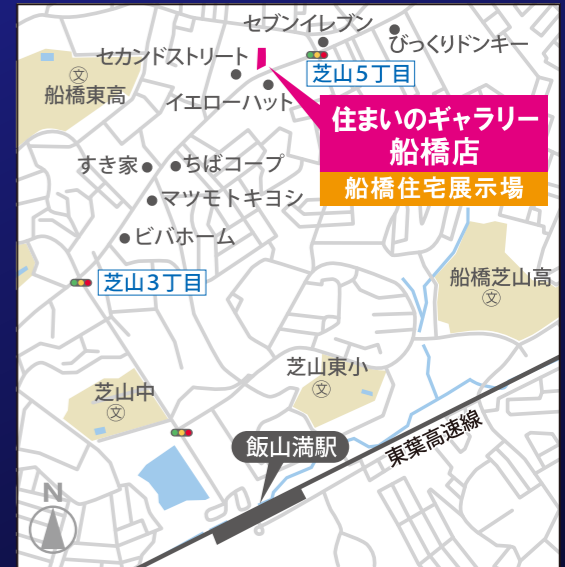 セブンイレブン
びっくりドンキー
セカンドストリート
芝山5丁目
文
船橋東高
イエローハット
住まいのギャラリー
船橋店
船橋住宅展示場
すき家
ちばコープ
マツモトキヨシ
ビバホーム
芝山3丁目
船橋芝山高
文
芝山東小
文
芝山中
文
飯山満駅
東葉高速線
N